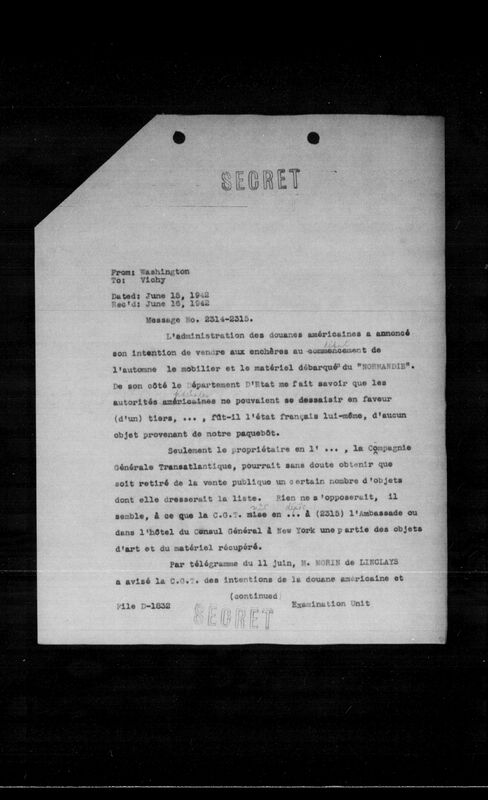 SECRET
From: Washington
To: Vichy
Dated: June 15, 1942
Rec'd: June 16, 1942
Message No. 2314-2315.
L'administration des douanes américaines a annoncé
début
son intention de vendre aux enchères au commencement de
l'automne le mobilier et le matériel débarqué du "NORMANDIE".
De son côté le Département D'Etat me fait savoir que les
fédérales
autorités américaines ne pouvaient se dessaisir en faveur
(d'un) tiers, ... , fût-il l'état français lui-même, d'aucun
objet provenant de notre paquebôt.
Seulement le propriétaire en l' ... , la Compagnie
Générale Transatlantique, pourrait sans doute obtenir que
soit retiré de la vente publique un certain nombre d'objets
dont elle dresserait la liste. Rien ne s'opposerait, il
semble, à ce que la C.G.T. mise en ... à (2315) l'Ambassade ou
dans l'hôtel du Consul Général à New York une partie des objets
d'art et du matériel récupéré.
Par télégramme du 11 juin, M. MORIN de LINCLAYS
a avisé la C.G.T. des intentions de la douane américaine et
(continued)
File D-1832
Examination Unit
SECRET